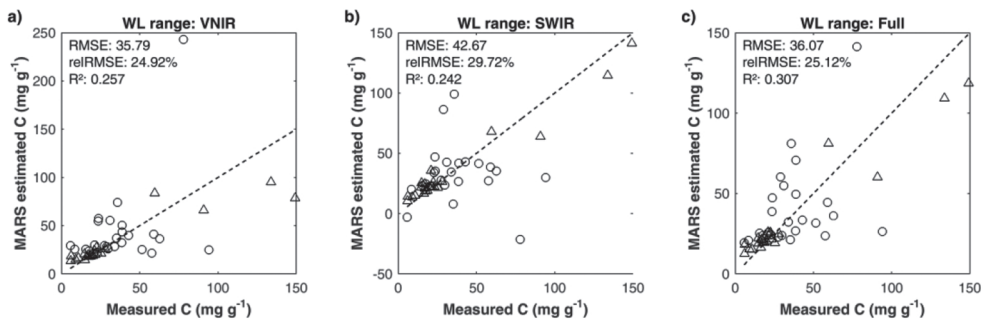 a)
WL range: VNIR
RMSE: 35.79
relRMSE: 24.92%
R²: 0.257
MARS estimated C (mg g⁻¹)
250
200
150
100
50
0
0 50 100 150
Measured C (mg g⁻¹)
b)
WL range: SWIR
RMSE: 42.67
relRMSE: 29.72%
R²: 0.242
MARS estimated C (mg g⁻¹)
150
100
50
0
-50
0 50 100 150
Measured C (mg g⁻¹)
c)
WL range: Full
RMSE: 36.07
relRMSE: 25.12%
R²: 0.307
MARS estimated C (mg g⁻¹)
150
100
50
0
0 50 100 150
Measured C (mg g⁻¹)